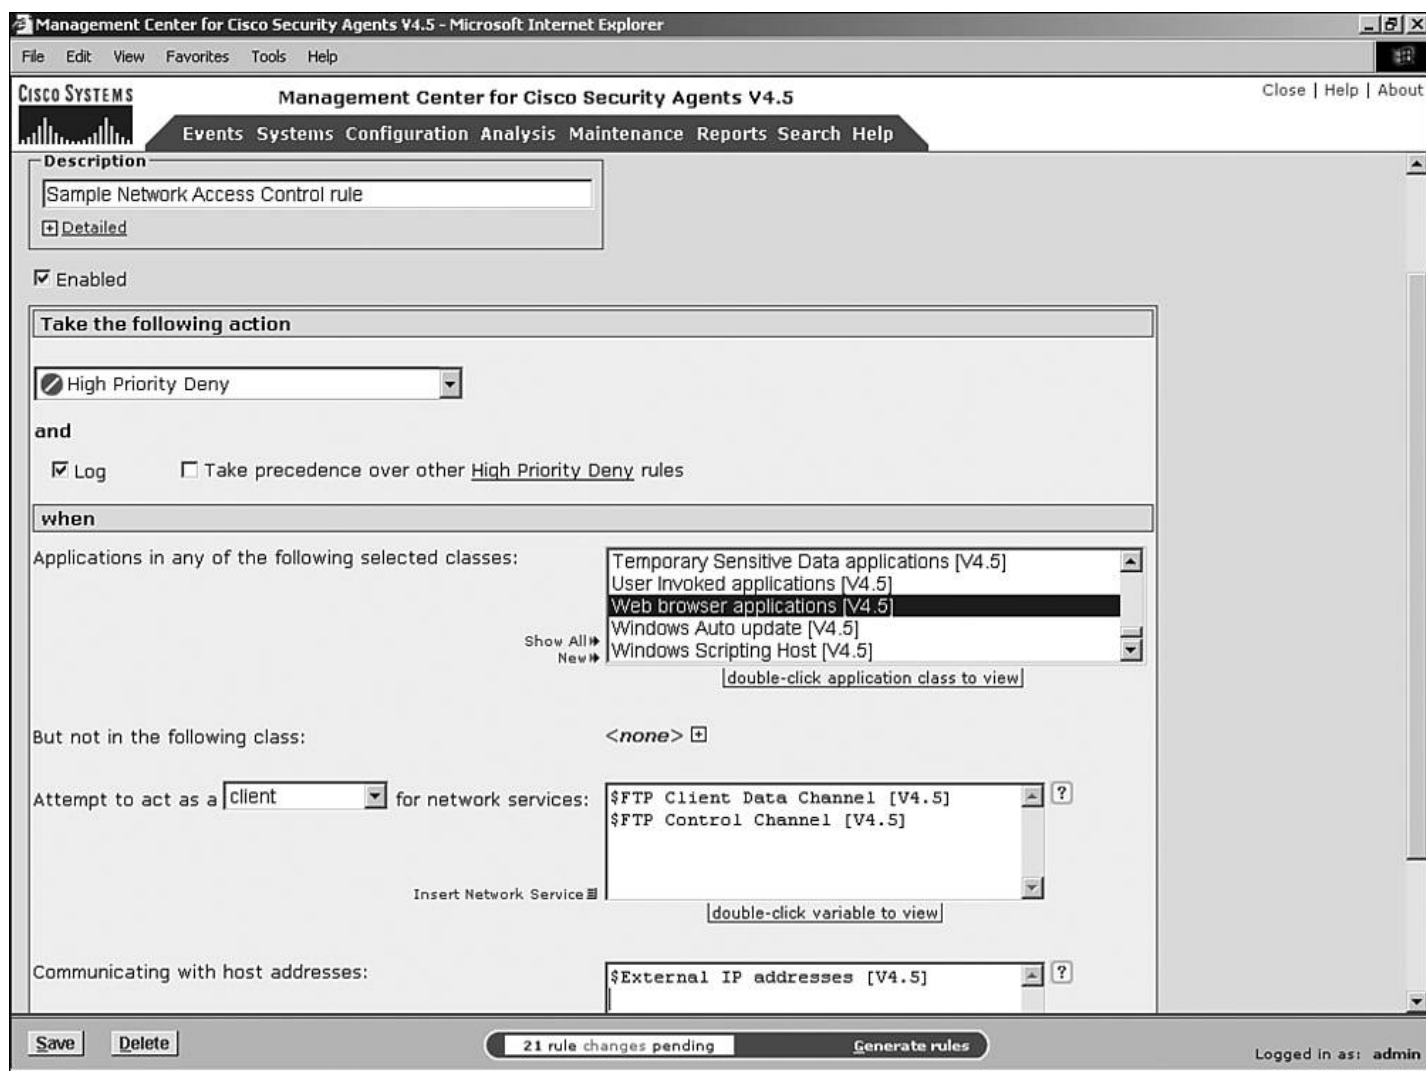 Management Center for Cisco Security Agents V4.5 - Microsoft Internet Explorer
File Edit View Favorites Tools Help
CISCO SYSTEMS
Management Center for Cisco Security Agents V4.5
Close | Help | About
Events Systems Configuration Analysis Maintenance Reports Search Help
Description
Sample Network Access Control rule
Detailed
Enabled
Take the following action
High Priority Deny
and
Log Take precedence over other High Priority Deny rules
when
Applications in any of the following selected classes:
Temporary Sensitive Data applications [V4.5]
User Invoked applications [V4.5]
Web browser applications [V4.5]
Windows Auto update [V4.5]
Windows Scripting Host [V4.5]
Show All
New
double-click application class to view
But not in the following class: <none>
Attempt to act as a client for network services:
$FTP Client Data Channel [V4.5]
$FTP Control Channel [V4.5]
?
Insert Network Service
double-click variable to view
Communicating with host addresses:
$External IP addresses [V4.5]
?
Save Delete 21 rule changes pending Generate rules
Logged in as: admin